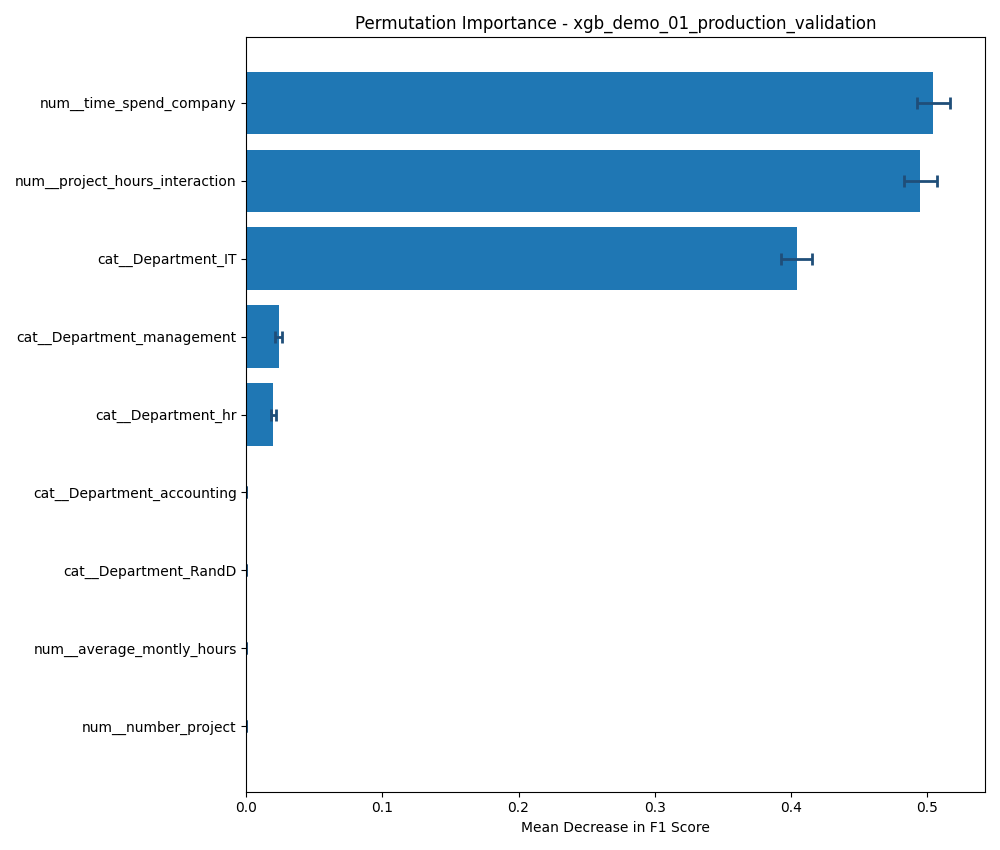 Permutation Importance - xgb_demo_01_production_validation
num__time_spend_company
num__project_hours_interaction
cat__Department_IT
cat__Department_management
cat__Department_hr
cat__Department_accounting
cat__Department_RandD
num__average_montly_hours
num__number_project
0.0 0.1 0.2 0.3 0.4 0.5
Mean Decrease in F1 Score